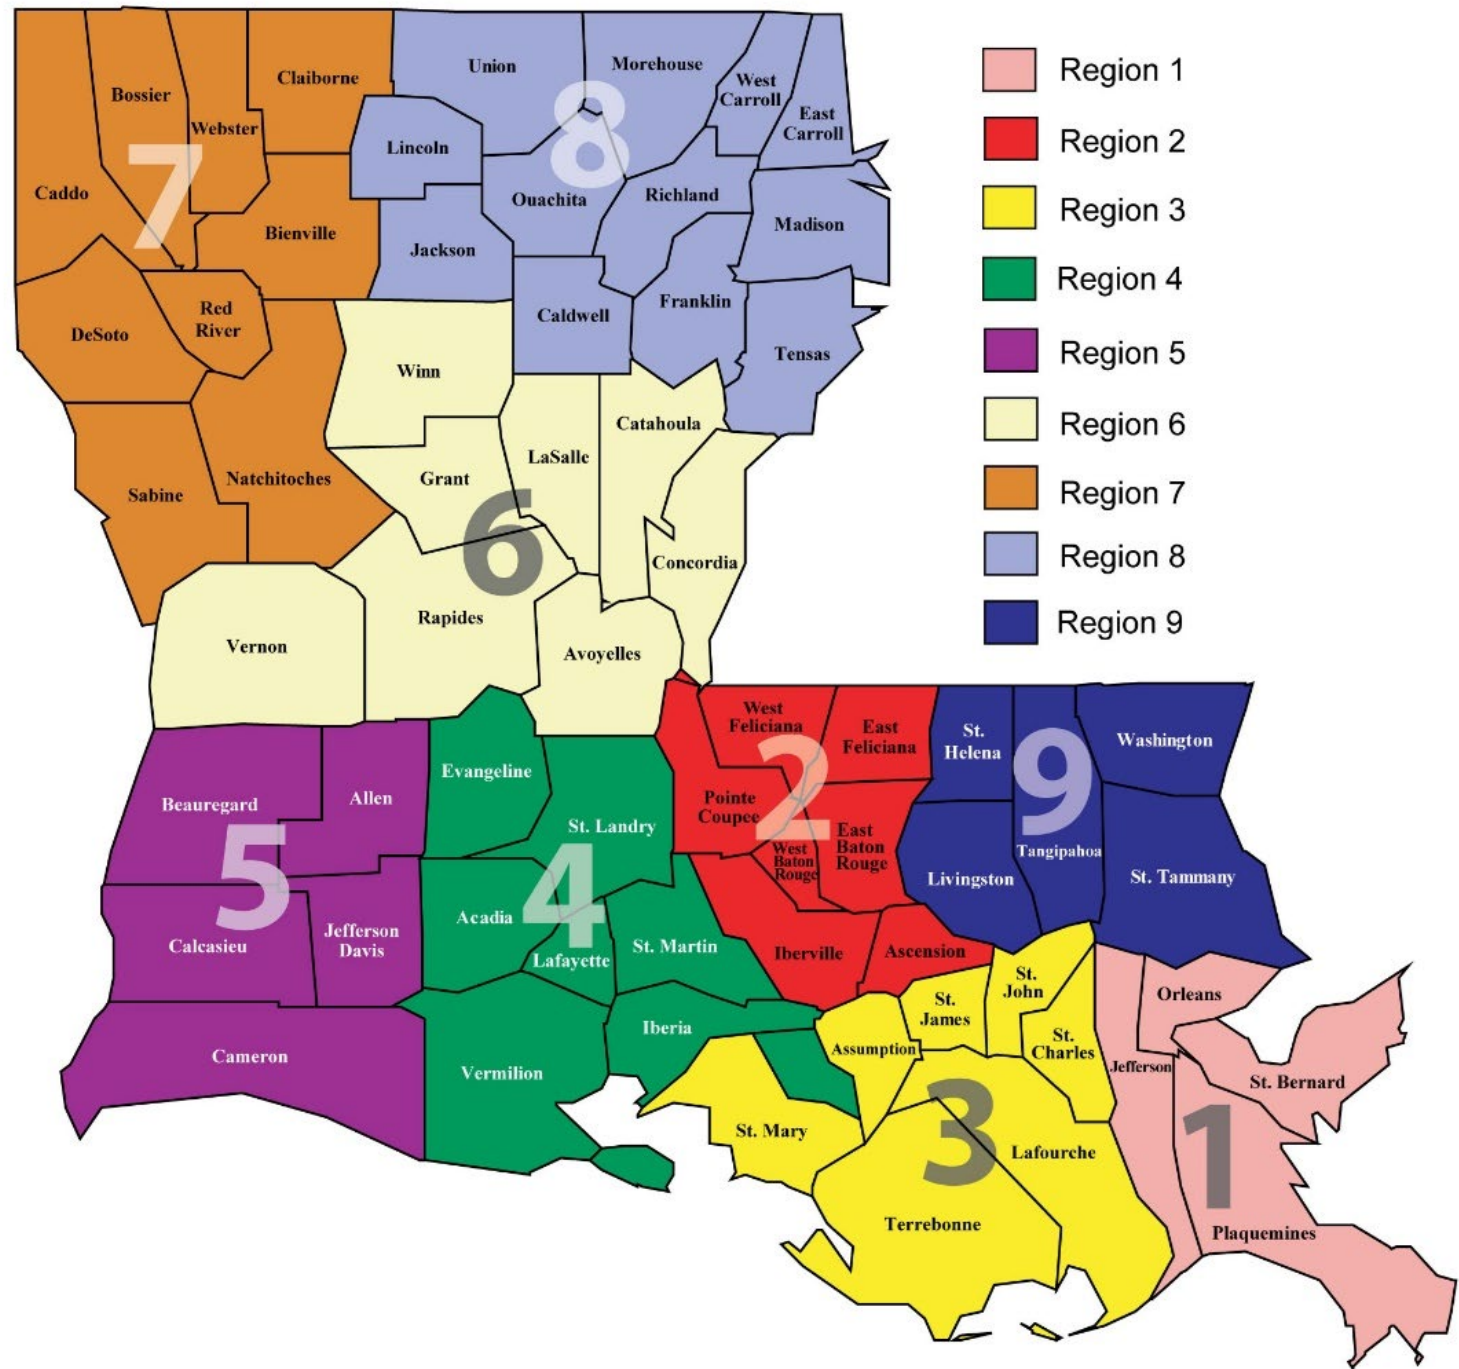 Union
Morehouse
Claiborne
West
Carroll
Bossier
East
Carroll
Webster
8
Lincoln
7
Caddo
Ouachita
Richland
Bienville
Madison
Jackson
Red
River
Franklin
Caldwell
DeSoto
Tensas
Winn
Catahoula
LaSalle
Natchitoches
Grant
Sabine
6
Concordia
Rapides
Vernon
Avoyelles
Region 1
Region 2
Region 3
Region 4
Region 5
Region 6
Region 7
Region 8
Region 9
West
Feliciana
East
Feliciana
St.
Helena
Washington
Evangeline
2
9
Beauregard
Allen
Pointe
Coupee
St. Landry
East
Baton
Rouge
West
Baton
Rouge
Tangipahoa
5
4
Livingston
St. Tammany
Acadia
Jefferson
Davis
Calcasieu
St. Martin
Iberville
Ascension
Lafayette
St.
John
Orleans
St.
James
Iberia
St.
Charles
Assumption
Cameron
Vermilion
Jefferson
St. Bernard
3
1
St. Mary
Lafourche
Terrebonne
Plaquemines